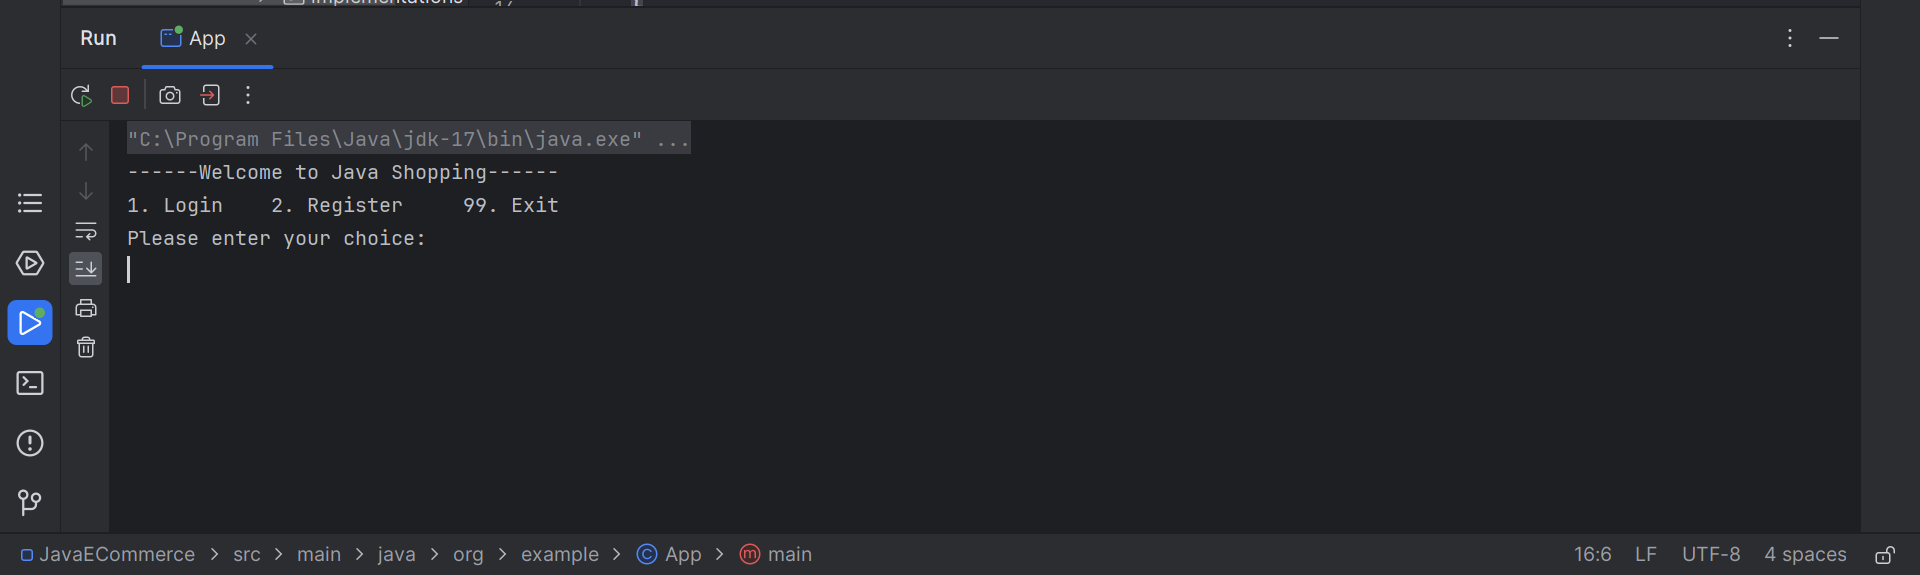 implementations
Run
App
"C:\Program Files\Java\jdk-17\bin\java.exe" ...
------Welcome to Java Shopping------
1. Login    2. Register     99. Exit
Please enter your choice:
JavaECommerce > src > main > java > org > example > App > main
16:6 LF UTF-8 4 spaces